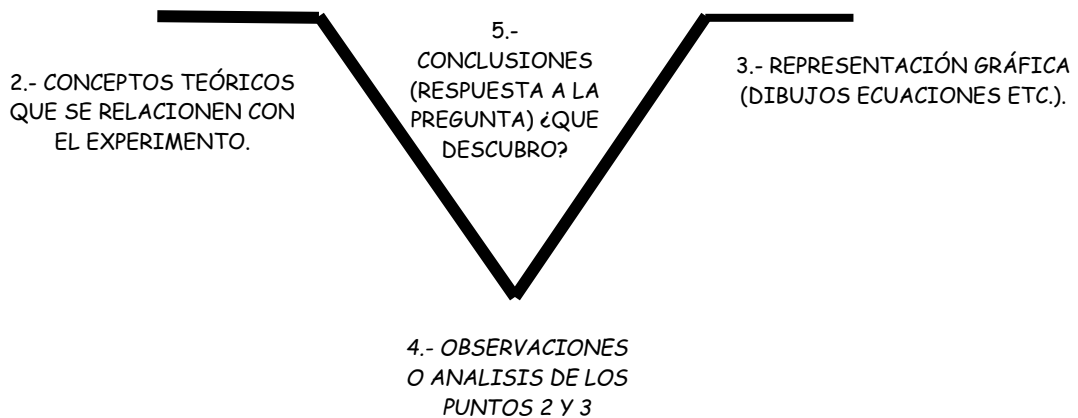 2.- CONCEPTOS TEÓRICOS
QUE SE RELACIONEN CON
EL EXPERIMENTO.
5.-
CONCLUSIONES
(RESPUESTA A LA
PREGUNTA) ¿QUE
DESCUBRO?
3.- REPRESENTACIÓN GRÁFICA
(DIBUJOS ECUACIONES ETC.).
4.- OBSERVACIONES
O ANALISIS DE LOS
PUNTOS 2 Y 3